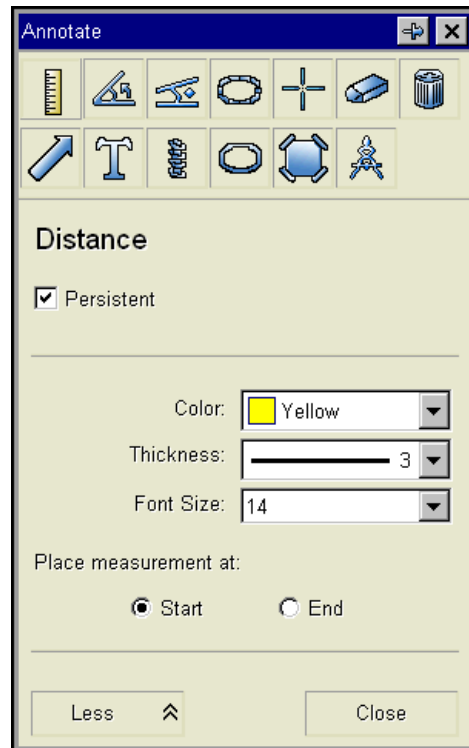 Annotate
Distance
Persistent
Color: Yellow
Thickness: 3
Font Size: 14
Place measurement at:
Start End
Less Close